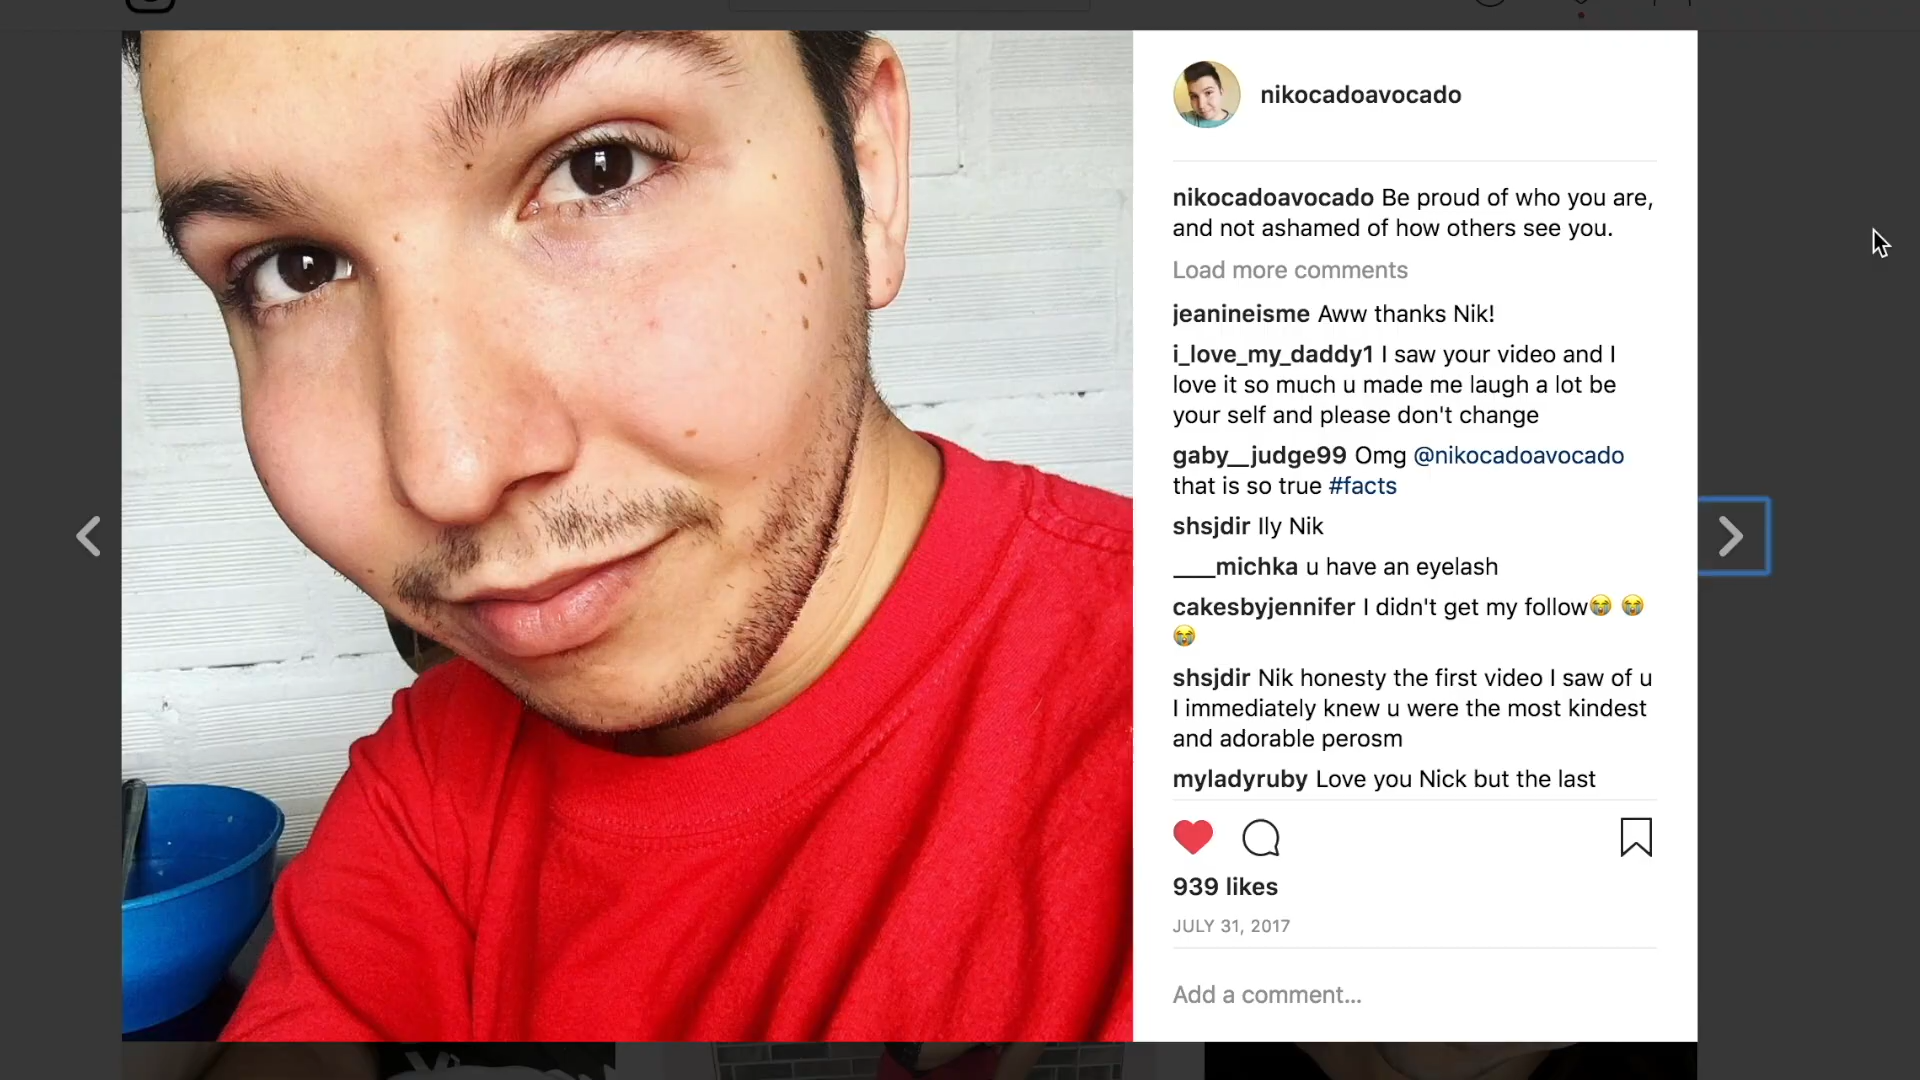 nikocadoavocado
nikocadoavocado Be proud of who you are,
and not ashamed of how others see you.
Load more comments
jeanineisme Aww thanks Nik!
i_love_my_daddy1 I saw your video and I
love it so much u made me laugh a lot be
your self and please don't change
gaby__judge99 Omg @nikocadoavocado
that is so true #facts
shsjdir Ily Nik
____michka u have an eyelash
cakesbyjennifer I didn't get my follow😭 😭
😭
shsjdir Nik honesty the first video I saw of u
I immediately knew u were the most kindest
and adorable perosm
myladyruby Love you Nick but the last
939 likes
JULY 31, 2017
Add a comment...